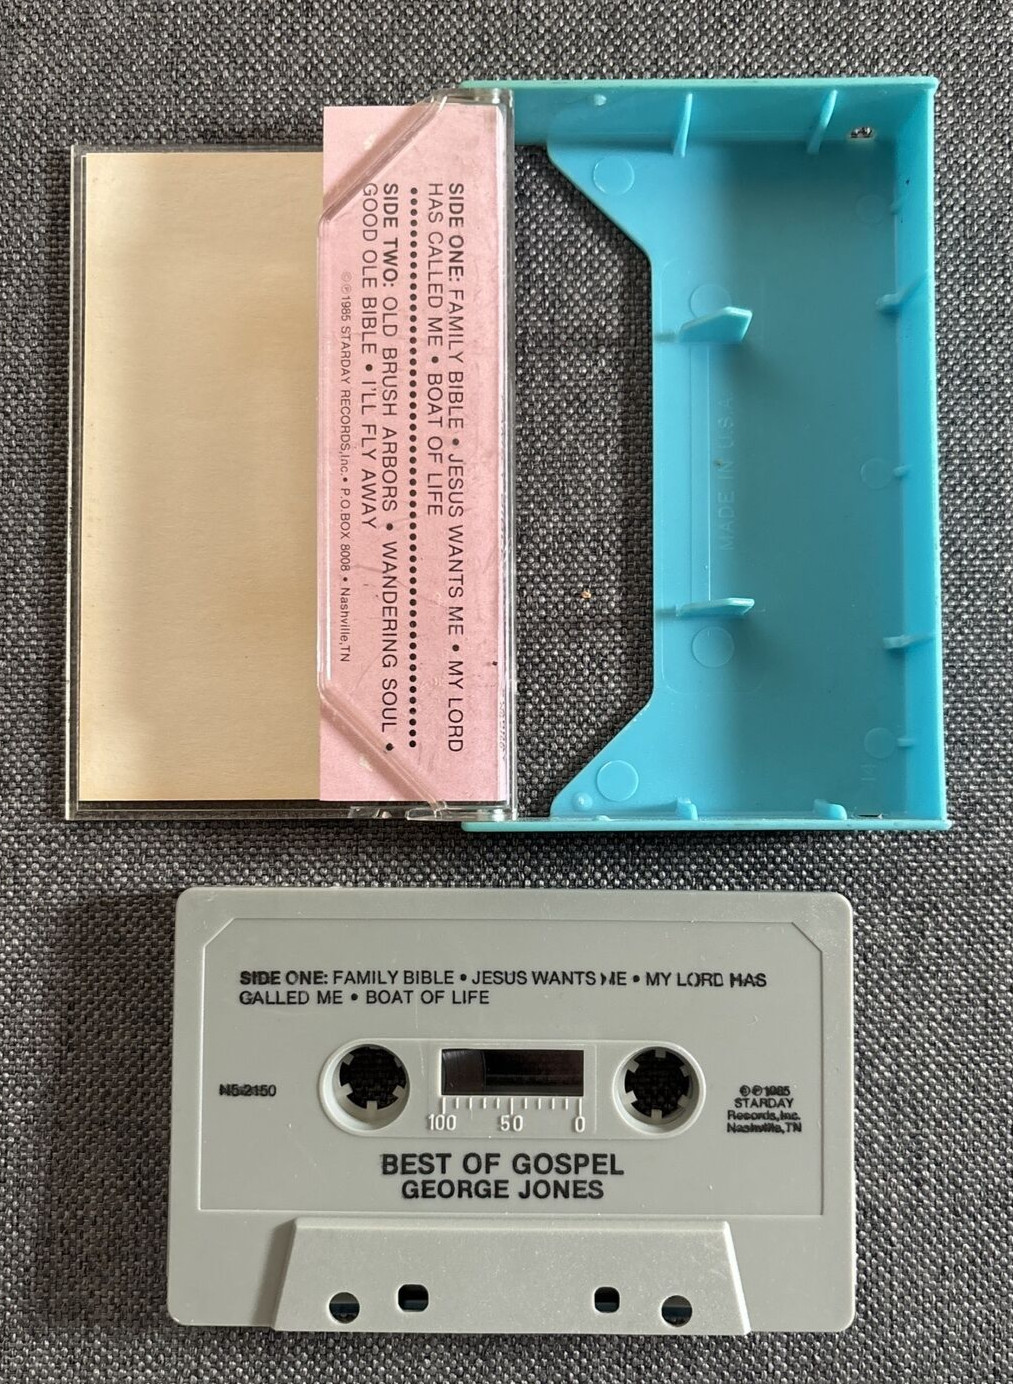 SIDE ONE: FAMILY BIBLE • JESUS WANTS ME • MY LORD
HAS CALLED ME • BOAT OF LIFE
SIDE TWO: OLD BRUSH ARBORS • WANDERING SOUL •
GOOD OLE BIBLE • I'LL FLY AWAY
©℗1985 STARDAY RECORDS,Inc. • P.O.BOX 8008 • Nashville,TN
MADE IN U.S.A.
SIDE ONE: FAMILY BIBLE • JESUS WANTS ME • MY LORD HAS
CALLED ME • BOAT OF LIFE
N5-2150
©℗1985
STARDAY
Records,Inc.
Nashville,TN
100 50 0
BEST OF GOSPEL
GEORGE JONES